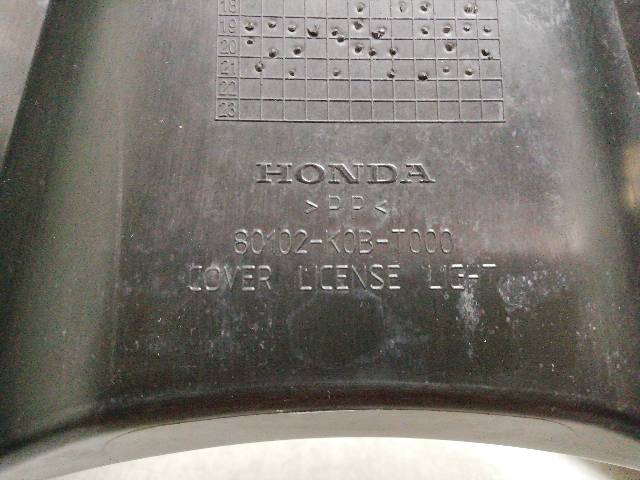 18
19
20
21
22
23
HONDA
>PP<
80102-K0B-T000
COVER LICENSE LIGHT